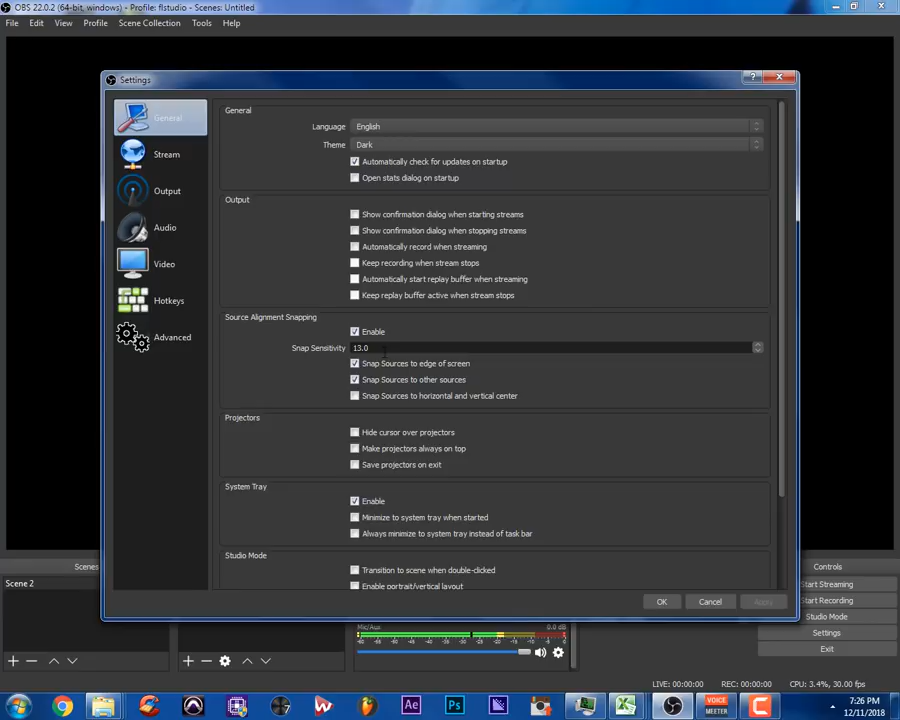 OBS 22.0.2 (64-bit, windows) - Profile: flstudio - Scenes: Untitled
File Edit View Profile Scene Collection Tools Help
Settings
General
Stream
Output
Audio
Video
Hotkeys
Advanced
General
Language English
Theme Dark
Automatically check for updates on startup
Open stats dialog on startup
Output
Show confirmation dialog when starting streams
Show confirmation dialog when stopping streams
Automatically record when streaming
Keep recording when stream stops
Automatically start replay buffer when streaming
Keep replay buffer active when stream stops
Source Alignment Snapping
Enable
Snap Sensitivity 13.0
Snap Sources to edge of screen
Snap Sources to other sources
Snap Sources to horizontal and vertical center
Projectors
Hide cursor over projectors
Make projectors always on top
Save projectors on exit
System Tray
Enable
Minimize to system tray when started
Always minimize to system tray instead of task bar
Studio Mode
Transition to scene when double-clicked
Enable portrait/vertical layout
OK Cancel Apply
Scenes
Scene 2
Mic/Aux 0.0 dB
Controls
Start Streaming
Start Recording
Studio Mode
Settings
Exit
LIVE: 00:00:00 REC: 00:00:00 CPU: 3.4%, 30.00 fps
Ae Ps
VOICE
MEETER
7:26 PM
12/11/2018